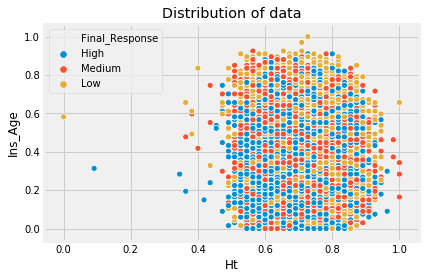 Distribution of data
Final_Response
High
Medium
Low
Ins_Age
1.0
0.8
0.6
0.4
0.2
0.0
0.0 0.2 0.4 0.6 0.8 1.0
Ht